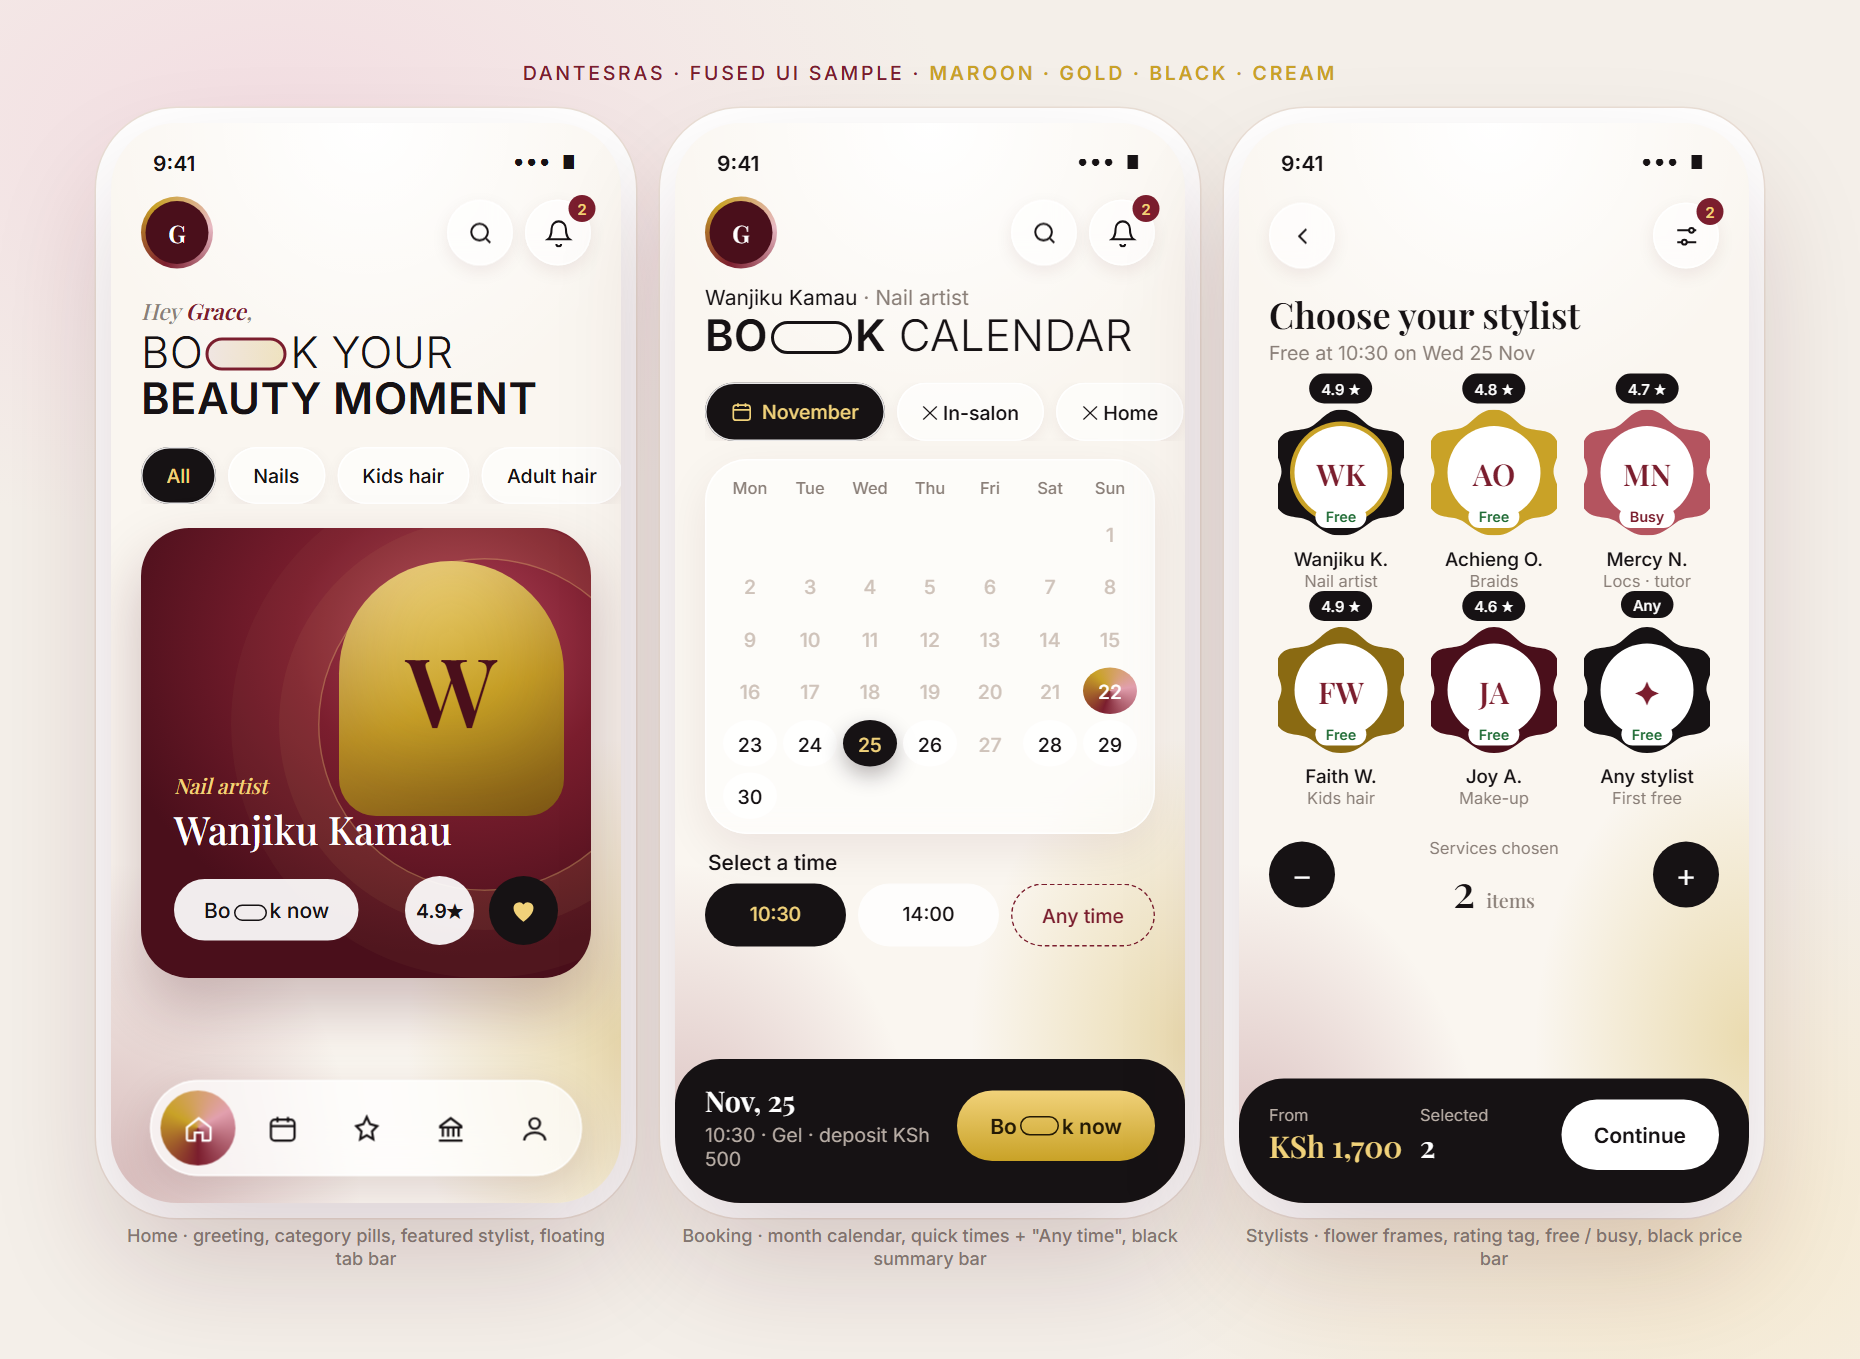 DANTESRAS · FUSED UI SAMPLE · MAROON · GOLD · BLACK · CREAM
9:41
G
2
Hey Grace,
BOOK YOUR
BEAUTY MOMENT
All Nails Kids hair Adult hair
W
Nail artist
Wanjiku Kamau
Book now 4.9★
Home · greeting, category pills, featured stylist, floating
tab bar
9:41
G
2
Wanjiku Kamau · Nail artist
BOOK CALENDAR
November In-salon Home
Mon Tue Wed Thu Fri Sat Sun
1
2 3 4 5 6 7 8
9 10 11 12 13 14 15
16 17 18 19 20 21 22
23 24 25 26 27 28 29
30
Select a time
10:30 14:00 Any time
Nov, 25
10:30 · Gel · deposit KSh
500
Book now
Booking · month calendar, quick times + "Any time", black
summary bar
9:41
2
Choose your stylist
Free at 10:30 on Wed 25 Nov
4.9 ★ 4.8 ★ 4.7 ★
WK AO MN
Free Free Busy
Wanjiku K. Achieng O. Mercy N.
Nail artist Braids Locs · tutor
4.9 ★ 4.6 ★ Any
FW JA ✦
Free Free Free
Faith W. Joy A. Any stylist
Kids hair Make-up First free
Services chosen
− 2 items +
From Selected
KSh 1,700 2
Continue
Stylists · flower frames, rating tag, free / busy, black price
bar